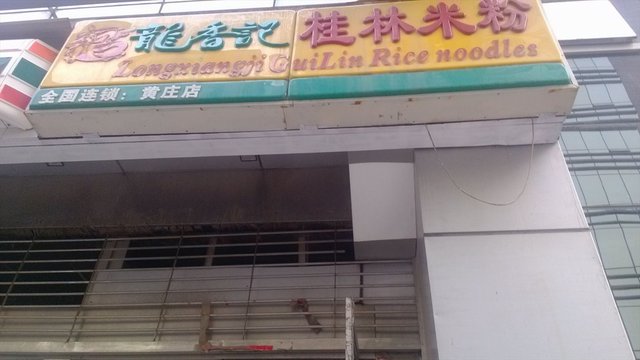 龍香記 桂林米粉
Longxiangji GuiLin Rice noodles
全国连锁：黄庄店